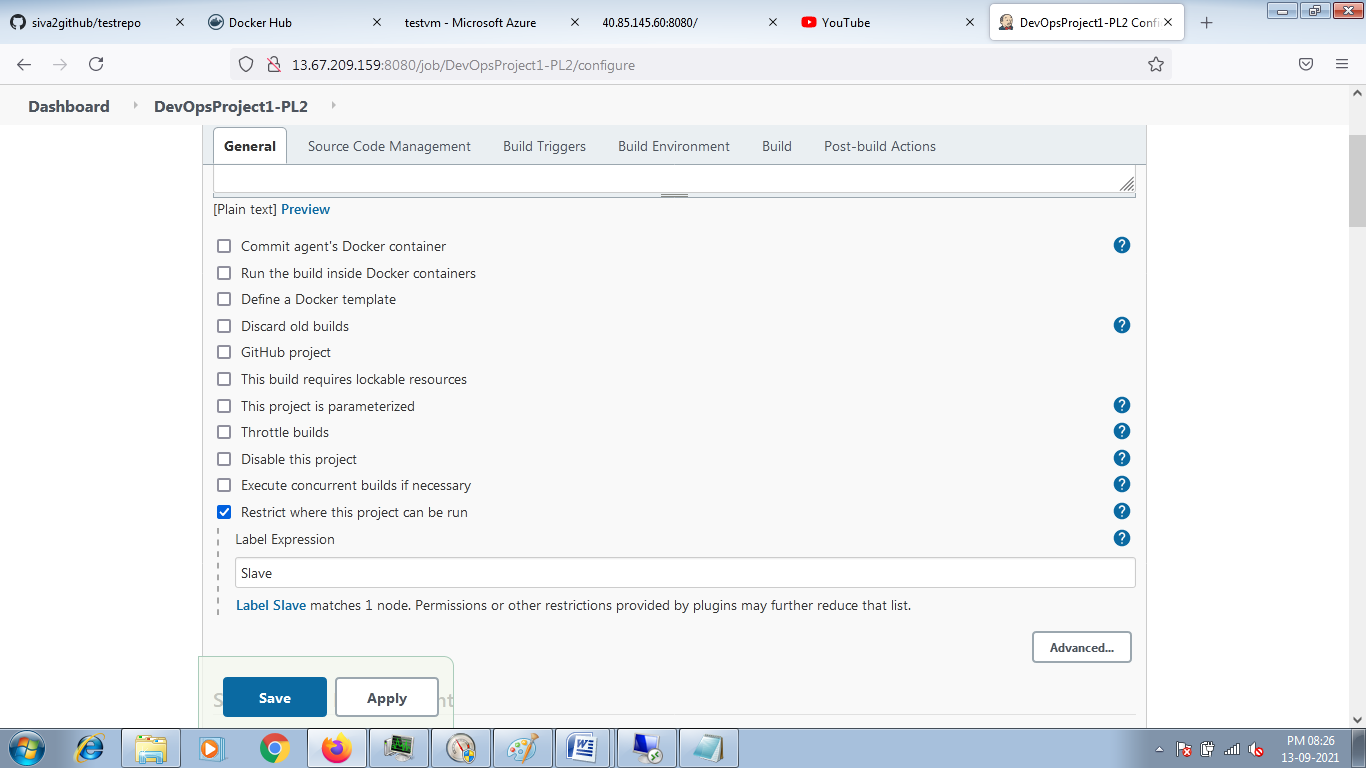 siva2github/testrepo
Docker Hub
testvm - Microsoft Azure
40.85.145.60:8080/
YouTube
DevOpsProject1-PL2 Confi
13.67.209.159:8080/job/DevOpsProject1-PL2/configure
Dashboard
DevOpsProject1-PL2
General
Source Code Management
Build Triggers
Build Environment
Build
Post-build Actions
[Plain text] Preview
Commit agent's Docker container
Run the build inside Docker containers
Define a Docker template
Discard old builds
GitHub project
This build requires lockable resources
This project is parameterized
Throttle builds
Disable this project
Execute concurrent builds if necessary
Restrict where this project can be run
Label Expression
Slave
Label Slave matches 1 node. Permissions or other restrictions provided by plugins may further reduce that list.
Advanced...
Save
Apply
PM 08:26
13-09-2021